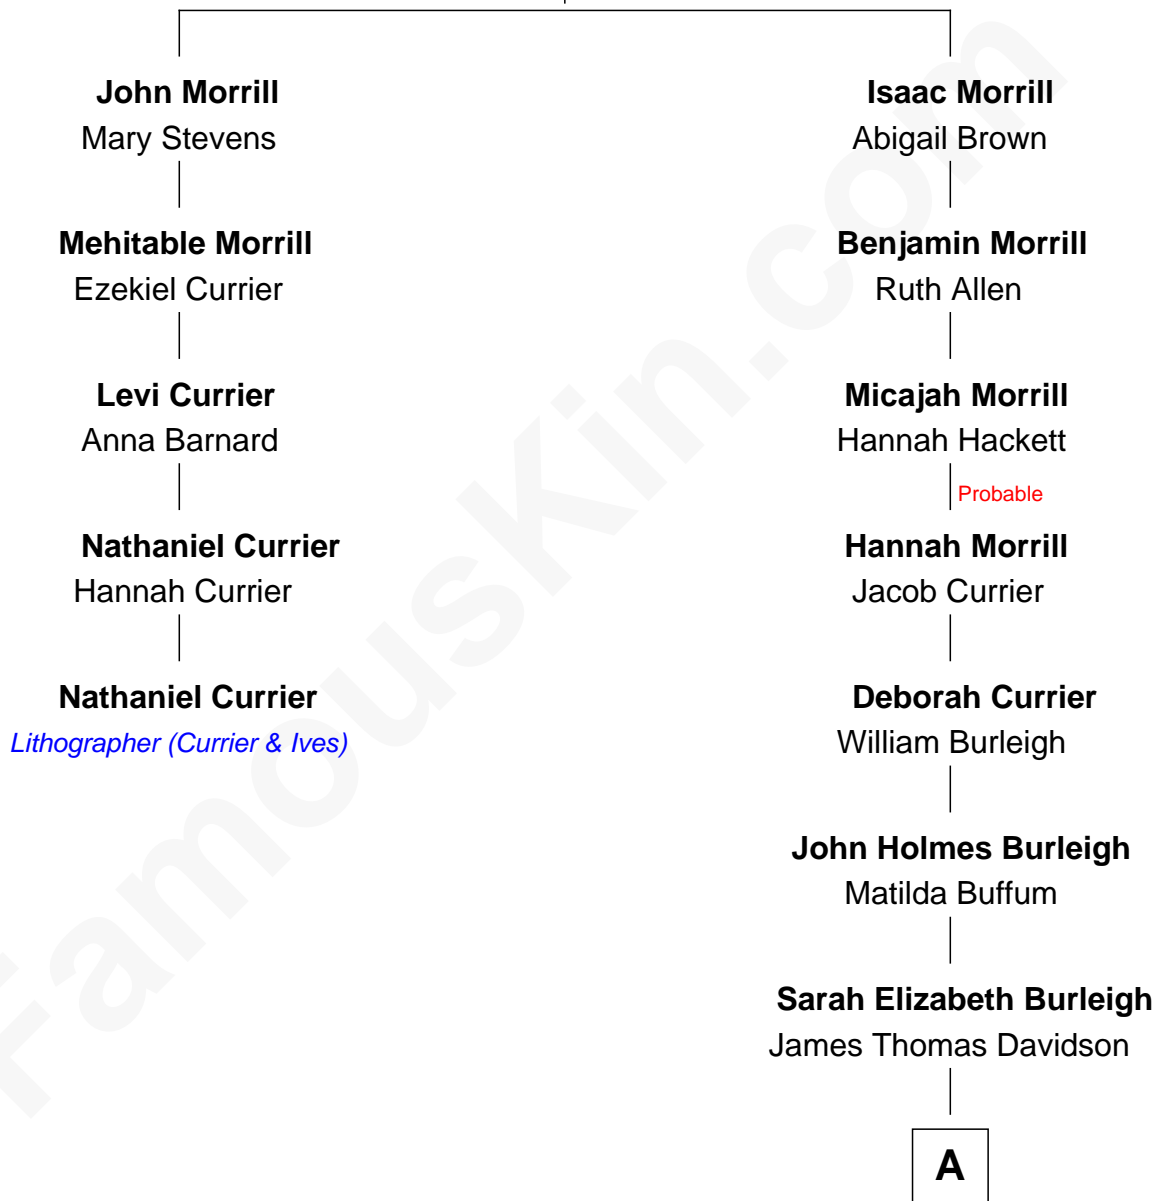 John Morrill
Mary Stevens
Mehitable Morrill
Ezekiel Currier
Levi Currier
Anna Barnard
Nathaniel Currier
Hannah Currier
Nathaniel Currier
Lithographer (Currier & Ives)
Isaac Morrill
Abigail Brown
Benjamin Morrill
Ruth Allen
Micajah Morrill
Hannah Hackett
Probable
Hannah Morrill
Jacob Currier
Deborah Currier
William Burleigh
John Holmes Burleigh
Matilda Buffum
Sarah Elizabeth Burleigh
James Thomas Davidson
A
FamousKin.com